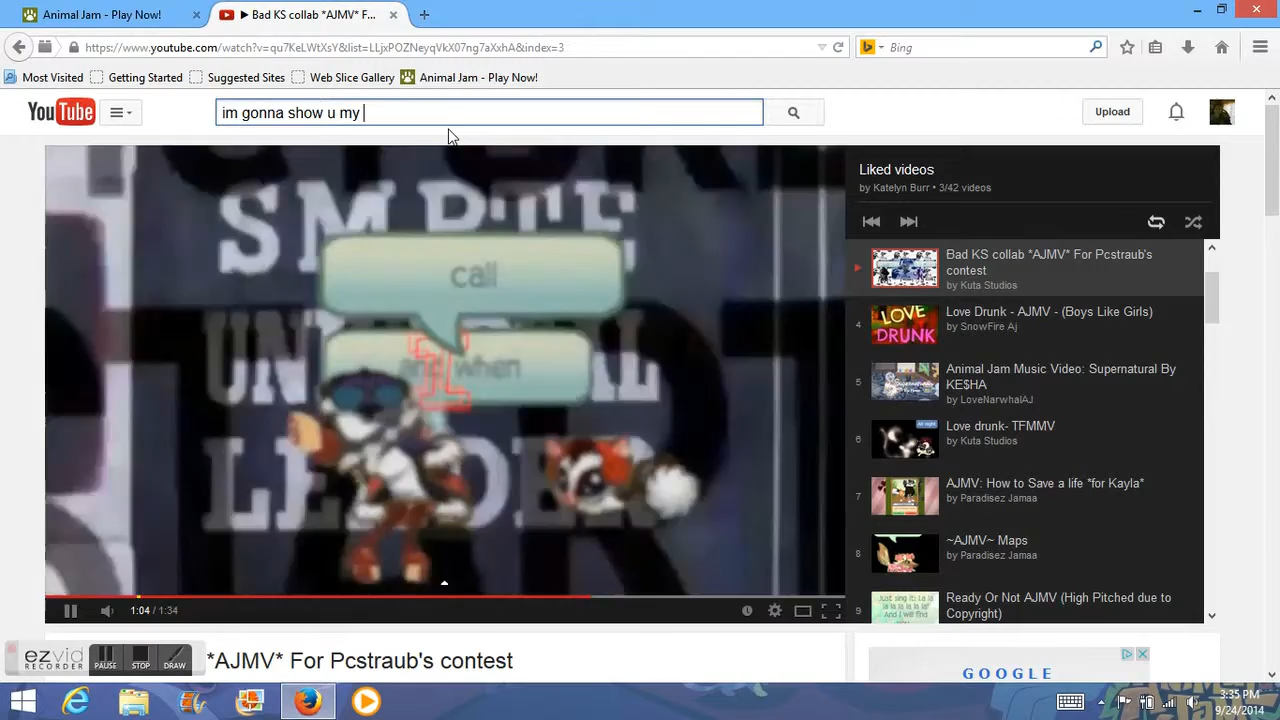 Animal Jam - Play Now!
Bad KS collab *AJMV* F...
https://www.youtube.com/watch?v=qu7KeLWtXsY&list=LLjxPOZNeyqVkX07ng7aXxhA&index=3
Bing
Most Visited
Getting Started
Suggested Sites
Web Slice Gallery
Animal Jam - Play Now!
YouTube
im gonna show u my
Upload
Liked videos
by Katelyn Burr • 3/42 videos
call
and when
Bad KS collab *AJMV* For Pcstraub's
contest
by Kuta Studios
4
LOVE
DRUNK
Love Drunk - AJMV - (Boys Like Girls)
by SnowFire Aj
5
Animal Jam Music Video: Supernatural By
KE$HA
by LoveNarwhalAJ
6
Love drunk- TFMMV
by Kuta Studios
7
AJMV: How to Save a life *for Kayla*
by Paradisez Jamaa
8
~AJMV~ Maps
by Paradisez Jamaa
9
Ready Or Not AJMV (High Pitched due to
Copyright)
1:04 / 1:34
ezvid
RECORDER
PAUSE
STOP
DRAW
*AJMV* For Pcstraub's contest
GOOGLE
3:35 PM
9/24/2014